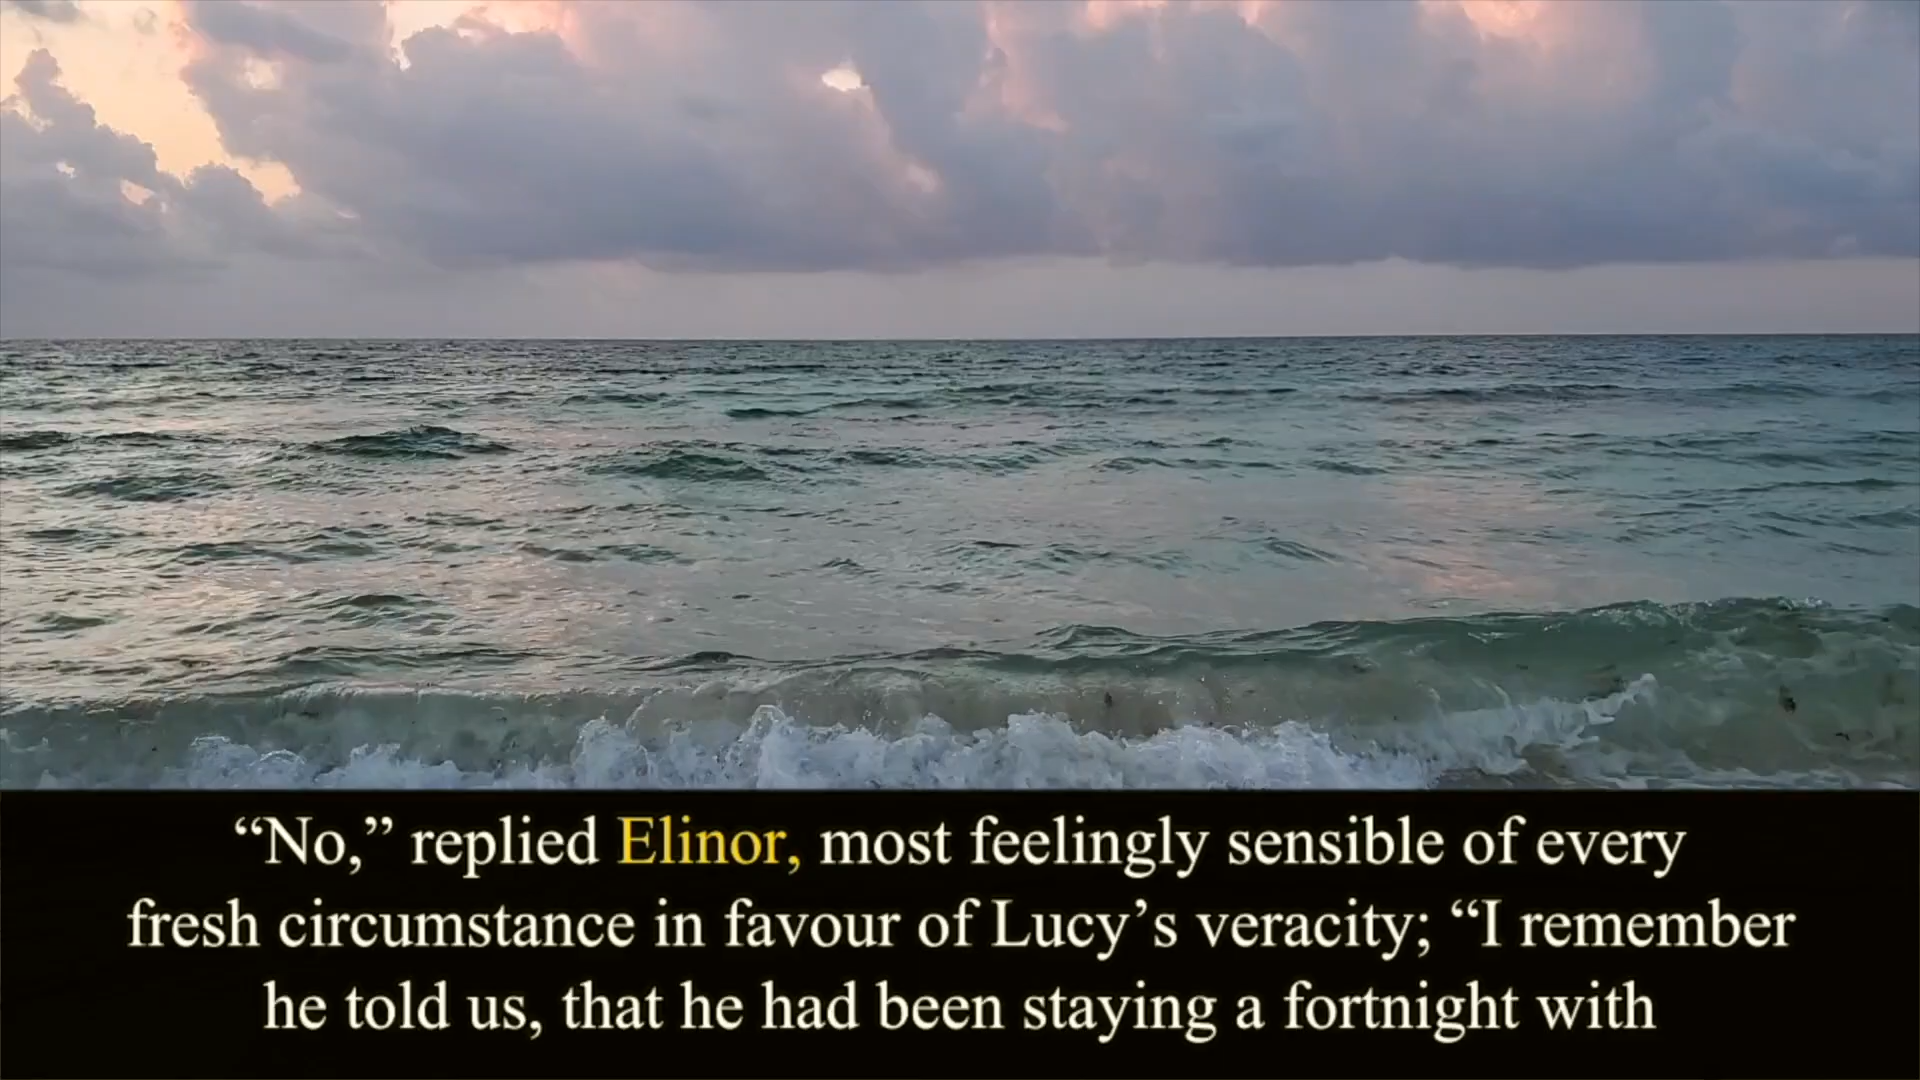 “No,” replied Elinor, most feelingly sensible of every
fresh circumstance in favour of Lucy’s veracity; “I remember
he told us, that he had been staying a fortnight with